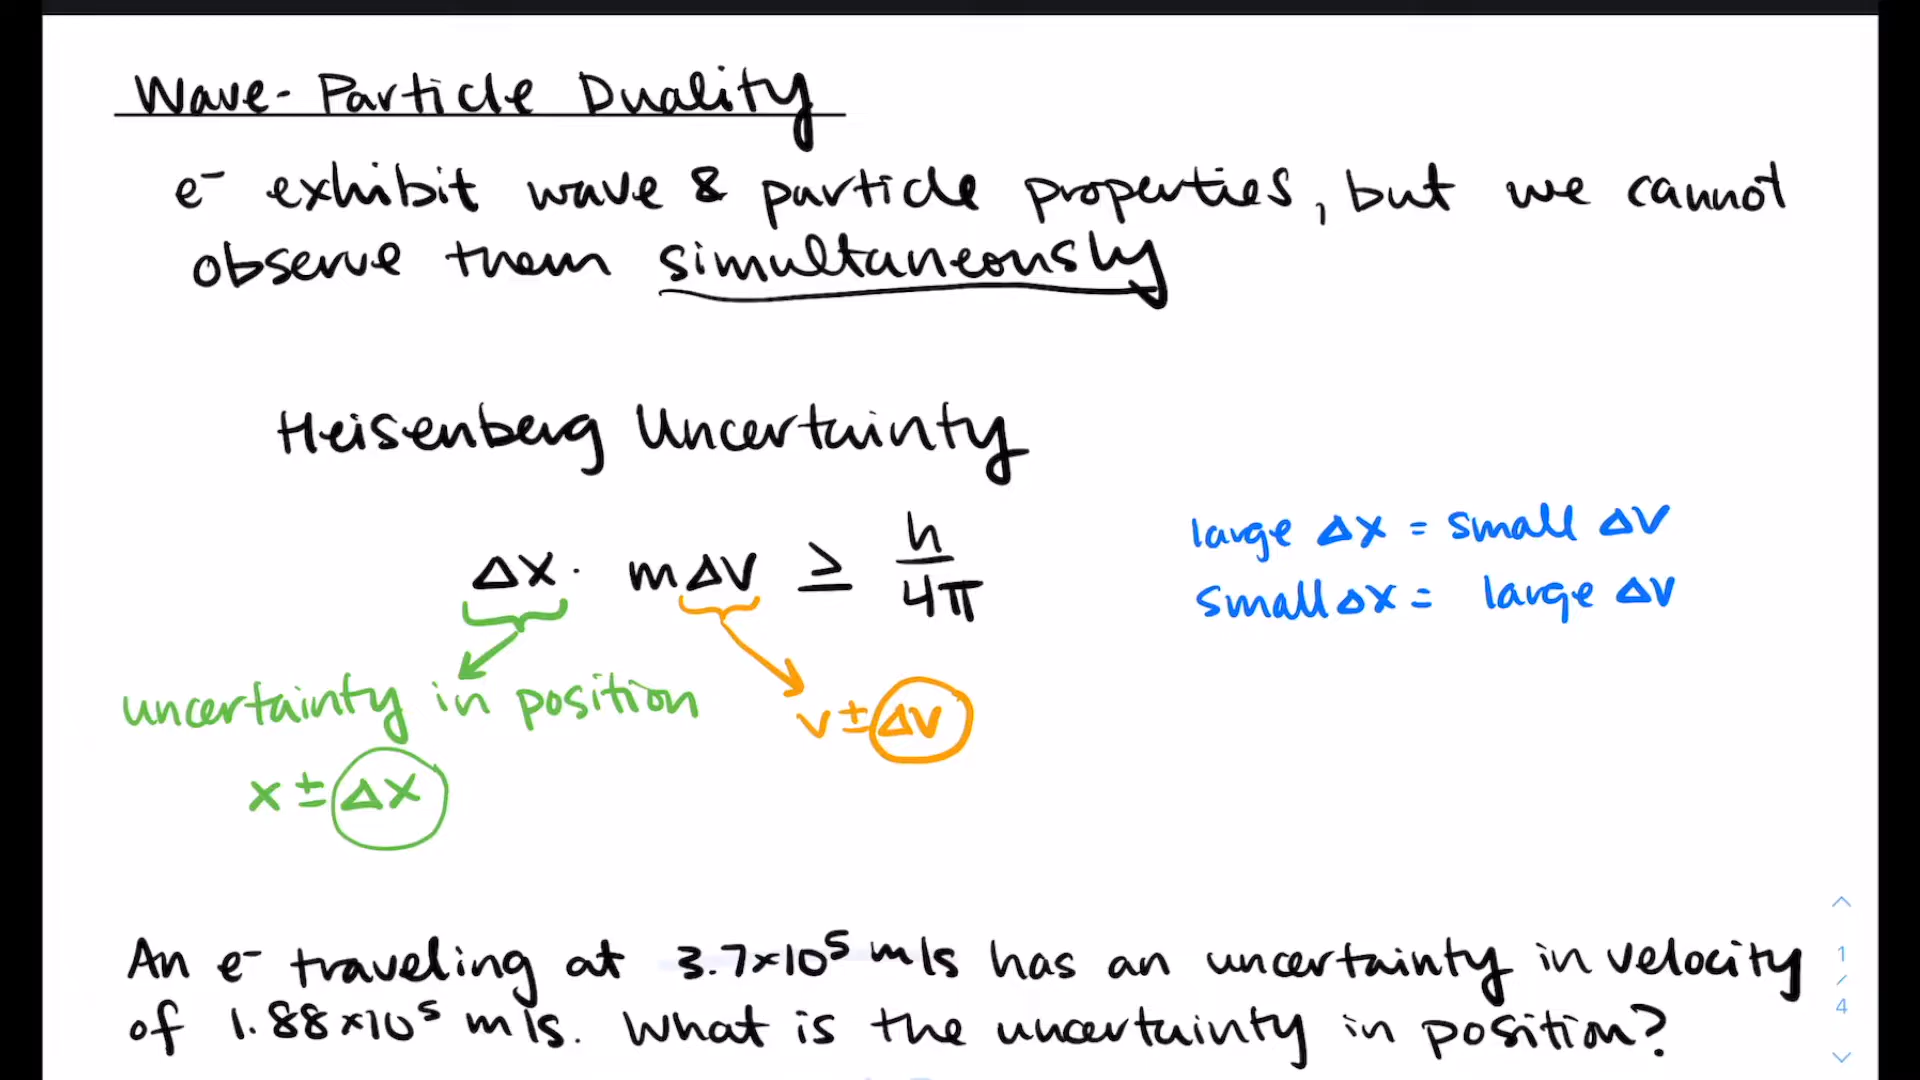 Wave-Particle Duality
e⁻ exhibit wave & particle properties, but we cannot
observe them simultaneously
Heisenberg Uncertainty
Δx · mΔv ≥ h/4π
large Δx = small Δv
small Δx = large Δv
uncertainty in position
v ± Δv
x ± Δx
An e⁻ traveling at 3.7×10⁵ m/s has an uncertainty in velocity
of 1.88×10⁵ m/s. What is the uncertainty in position?
1
/
4